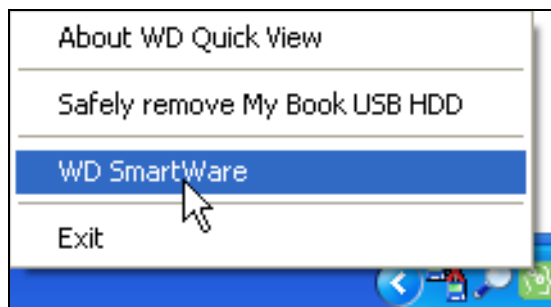 About WD Quick View
Safely remove My Book USB HDD
WD SmartWare
Exit